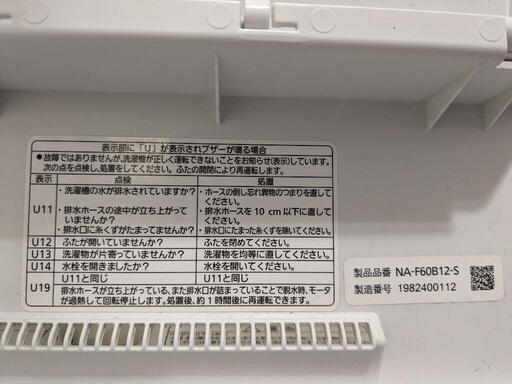 表示部に「U」が表示されブザーが鳴る場合
●故障ではありませんが、洗濯機が正しく運転できないことをお知らせ(表示)しています。
次の点を点検し、処置をしてください。ふたの開閉により再運転します。
表示 点検 処置
U11 ・洗濯槽の水が排水されていますか? ・ホースの倒し忘れ異物のつまりを直してください。
・排水ホースの途中が立ち上がっていませんか? ・排水ホースを10 cm以下に直してください。
・排水口に糸くずがたまってませんか? ・排水口にたまった糸くずを除いてください。
U12 ふたが開いていませんか? ふたを閉めてください。
U13 洗濯物が片寄っていませんか? 洗濯物を均等に直してください。
U14 水栓を開きましたか? 水栓を開いてください。
U19 U11と同じ U11と同じ
排水ホースが立ち上がっている、また排水口が詰まっていることで脱水時、モータが過熱して回転停止します。処置後、約1時間後に再運転できます。
製品品番 NA-F60B12-S
製造番号 1982400112